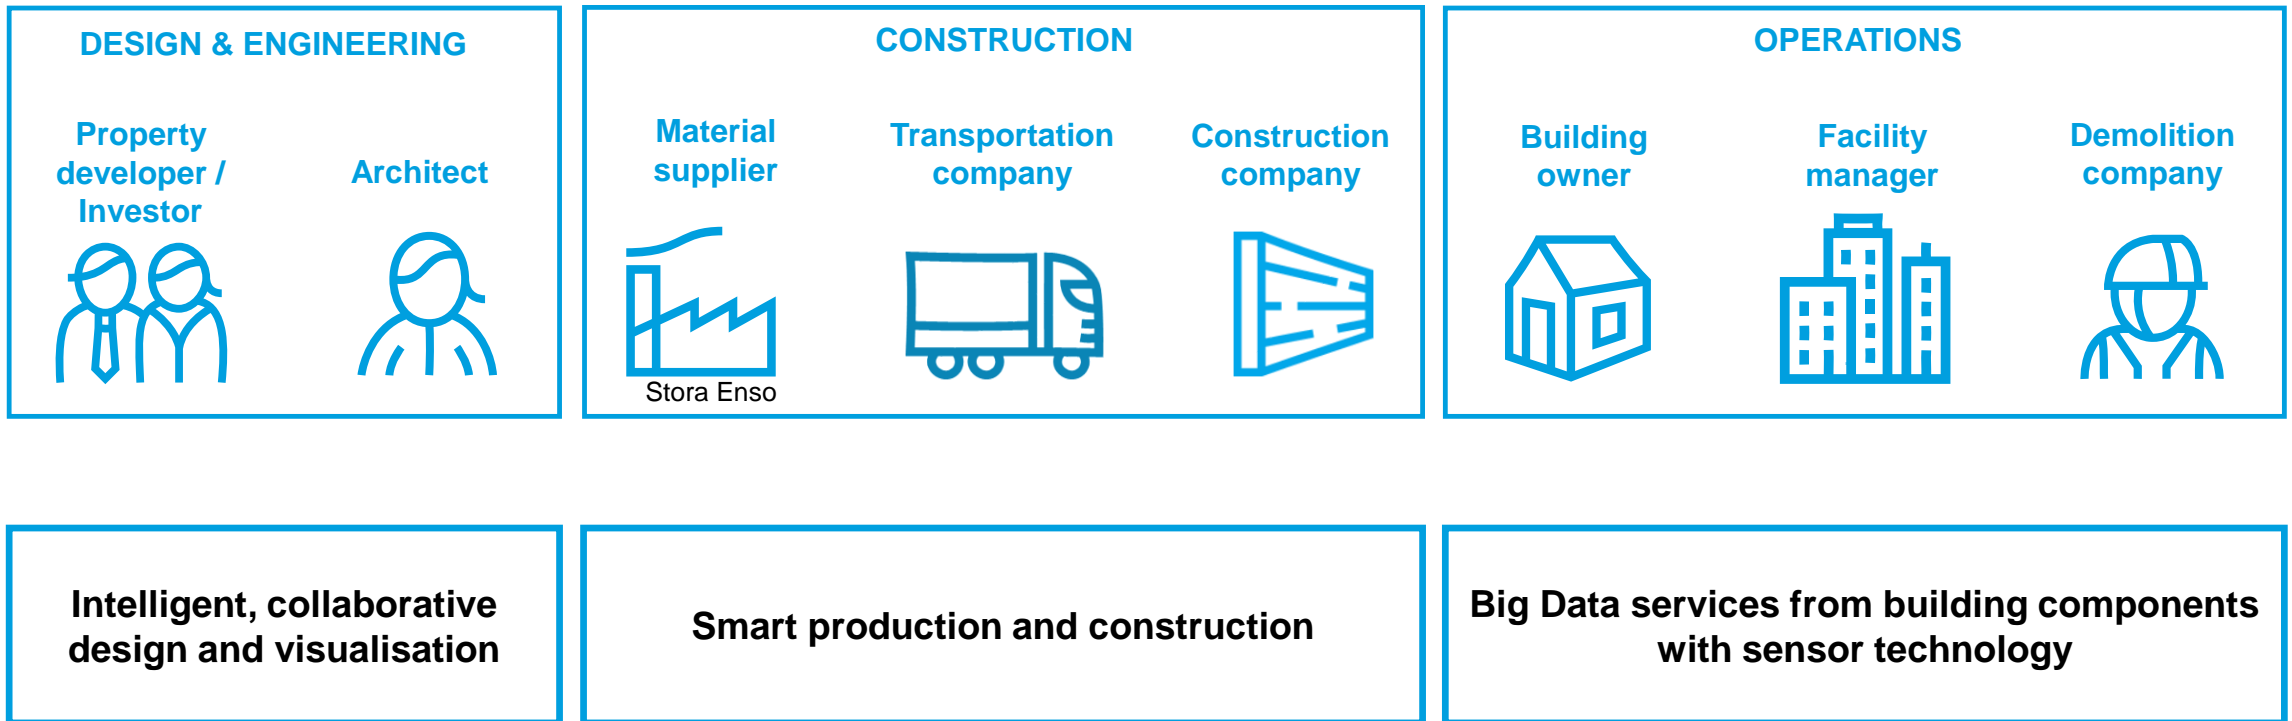 DESIGN & ENGINEERING
Property
developer /
Investor
Architect
CONSTRUCTION
Material
supplier
Stora Enso
Transportation
company
Construction
company
OPERATIONS
Building
owner
Facility
manager
Demolition
company
Intelligent, collaborative
design and visualisation
Smart production and construction
Big Data services from building components
with sensor technology